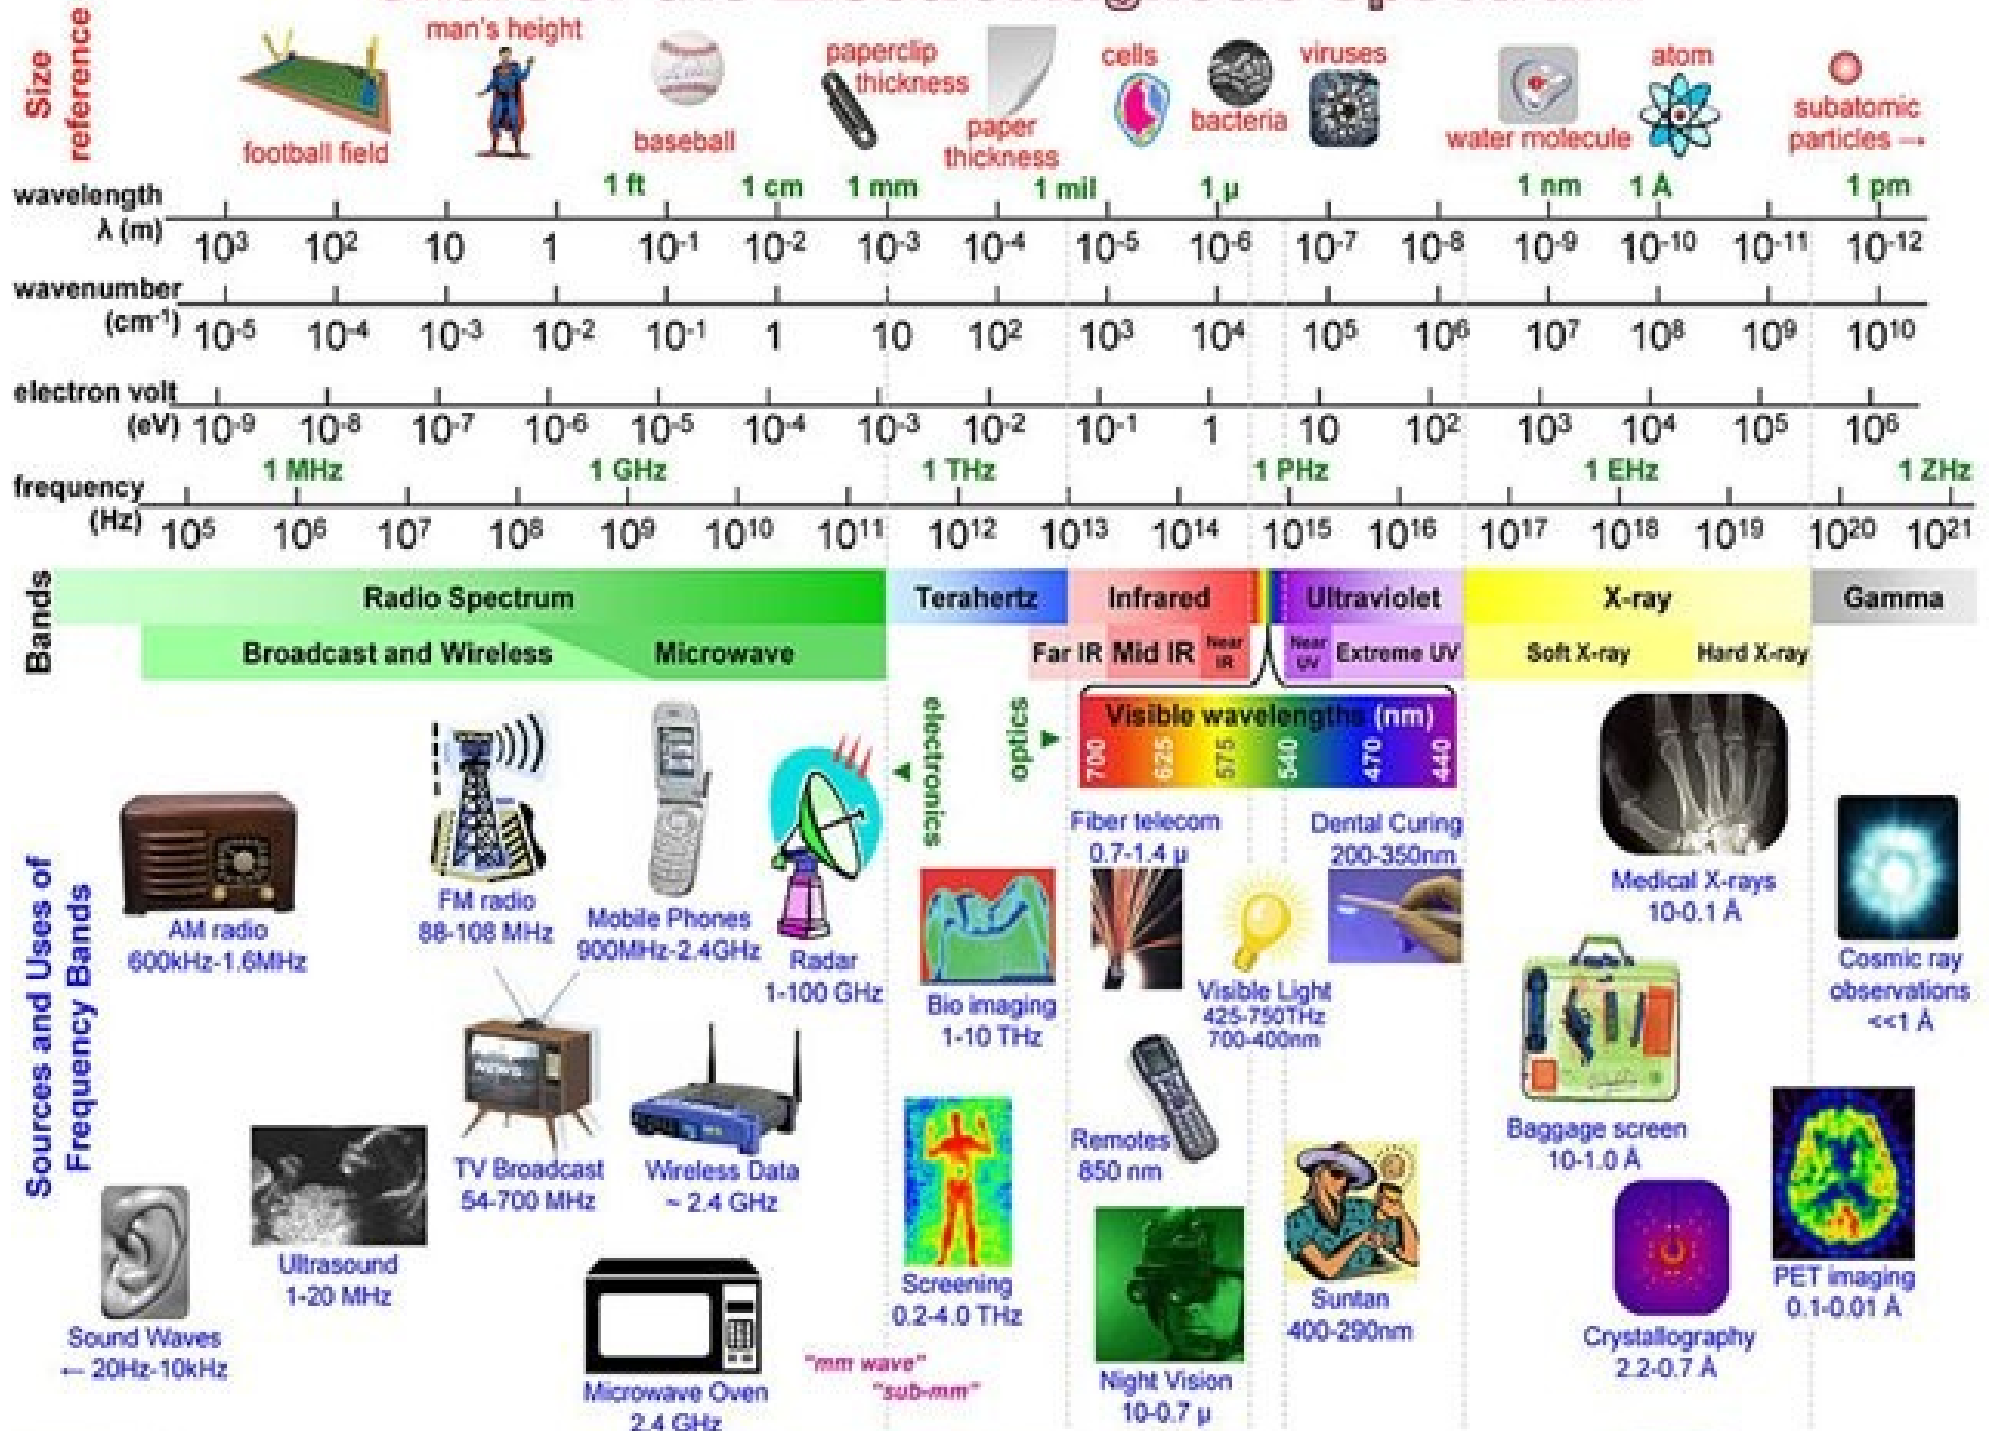 Size reference
football field
man's height
baseball
paperclip thickness
paper thickness
cells
bacteria
viruses
water molecule
atom
subatomic particles →
1 ft 1 cm 1 mm 1 mil 1 µ 1 nm 1 Å 1 pm
wavelength λ (m)
10³ 10² 10 1 10⁻¹ 10⁻² 10⁻³ 10⁻⁴ 10⁻⁵ 10⁻⁶ 10⁻⁷ 10⁻⁸ 10⁻⁹ 10⁻¹⁰ 10⁻¹¹ 10⁻¹²
wavenumber (cm⁻¹)
10⁻⁵ 10⁻⁴ 10⁻³ 10⁻² 10⁻¹ 1 10 10² 10³ 10⁴ 10⁵ 10⁶ 10⁷ 10⁸ 10⁹ 10¹⁰
electron volt (eV)
10⁻⁹ 10⁻⁸ 10⁻⁷ 10⁻⁶ 10⁻⁵ 10⁻⁴ 10⁻³ 10⁻² 10⁻¹ 1 10 10² 10³ 10⁴ 10⁵ 10⁶
1 MHz 1 GHz 1 THz 1 PHz 1 EHz 1 ZHz
frequency (Hz)
10⁵ 10⁶ 10⁷ 10⁸ 10⁹ 10¹⁰ 10¹¹ 10¹² 10¹³ 10¹⁴ 10¹⁵ 10¹⁶ 10¹⁷ 10¹⁸ 10¹⁹ 10²⁰ 10²¹
Bands
Radio Spectrum Terahertz Infrared Ultraviolet X-ray Gamma
Broadcast and Wireless Microwave Far IR Mid IR Near IR Near UV Extreme UV Soft X-ray Hard X-ray
electronics
optics
Visible wavelengths (nm)
700 625 575 540 470 440
Sources and Uses of Frequency Bands
AM radio
600kHz-1.6MHz
FM radio
88-108 MHz
Mobile Phones
900MHz-2.4GHz
Radar
1-100 GHz
Bio imaging
1-10 THz
Fiber telecom
0.7-1.4 µ
Visible Light
425-750THz
700-400nm
Dental Curing
200-350nm
Medical X-rays
10-0.1 Å
Cosmic ray
observations
<<1 Å
Sound Waves
← 20Hz-10kHz
Ultrasound
1-20 MHz
NEWS
TV Broadcast
54-700 MHz
Wireless Data
~ 2.4 GHz
Microwave Oven
2.4 GHz
"mm wave"
"sub-mm"
Screening
0.2-4.0 THz
Remotes
850 nm
Night Vision
10-0.7 µ
Suntan
400-290nm
Baggage screen
10-1.0 Å
Crystallography
2.2-0.7 Å
PET imaging
0.1-0.01 Å